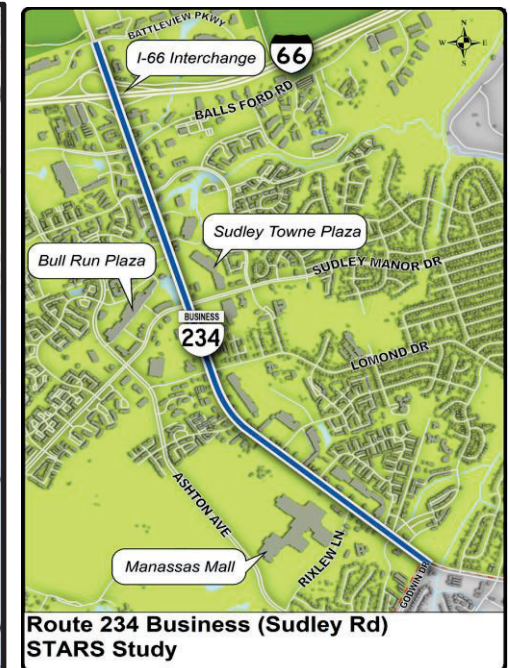 BATTLEVIEW PKWY
N
W E
S
I-66 Interchange
66
BALLS FORD RD
Sudley Towne Plaza
Bull Run Plaza
SUDLEY MANOR DR
BUSINESS
234
LOMOND DR
ASHTON AVE
Manassas Mall
RIXLEW LN
GODWIN DR
Route 234 Business (Sudley Rd)
STARS Study